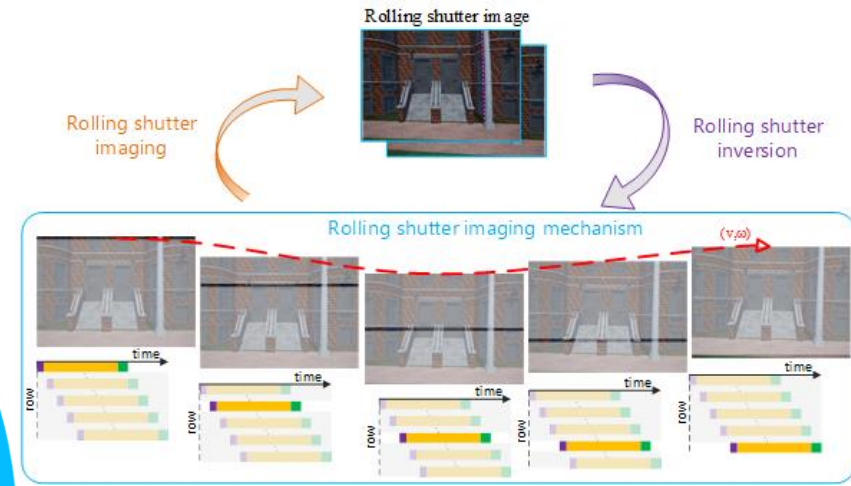 Rolling shutter image
Rolling shutter
imaging
Rolling shutter
inversion
Rolling shutter imaging mechanism
(v,ω)
time
row
time
row
time
row
time
row
time
row